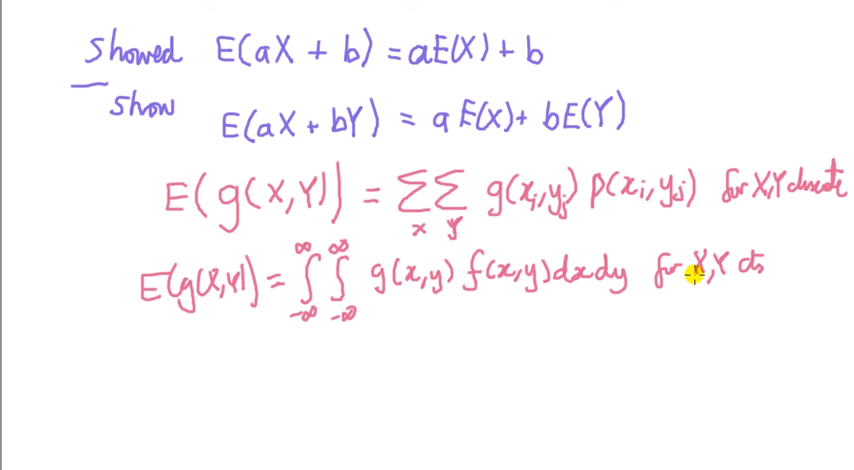 Showed E(aX + b) = aE(X) + b
Show E(aX + bY) = a E(X) + bE(Y)
E(g(X,Y)) = ∑∑ g(xᵢ,yⱼ) p(xᵢ,yⱼ) for X,Y discrete
x y
∞ ∞
E(g(X,Y)) = ∫ ∫ g(x,y) f(x,y) dx dy for X,Y cts
-∞ -∞